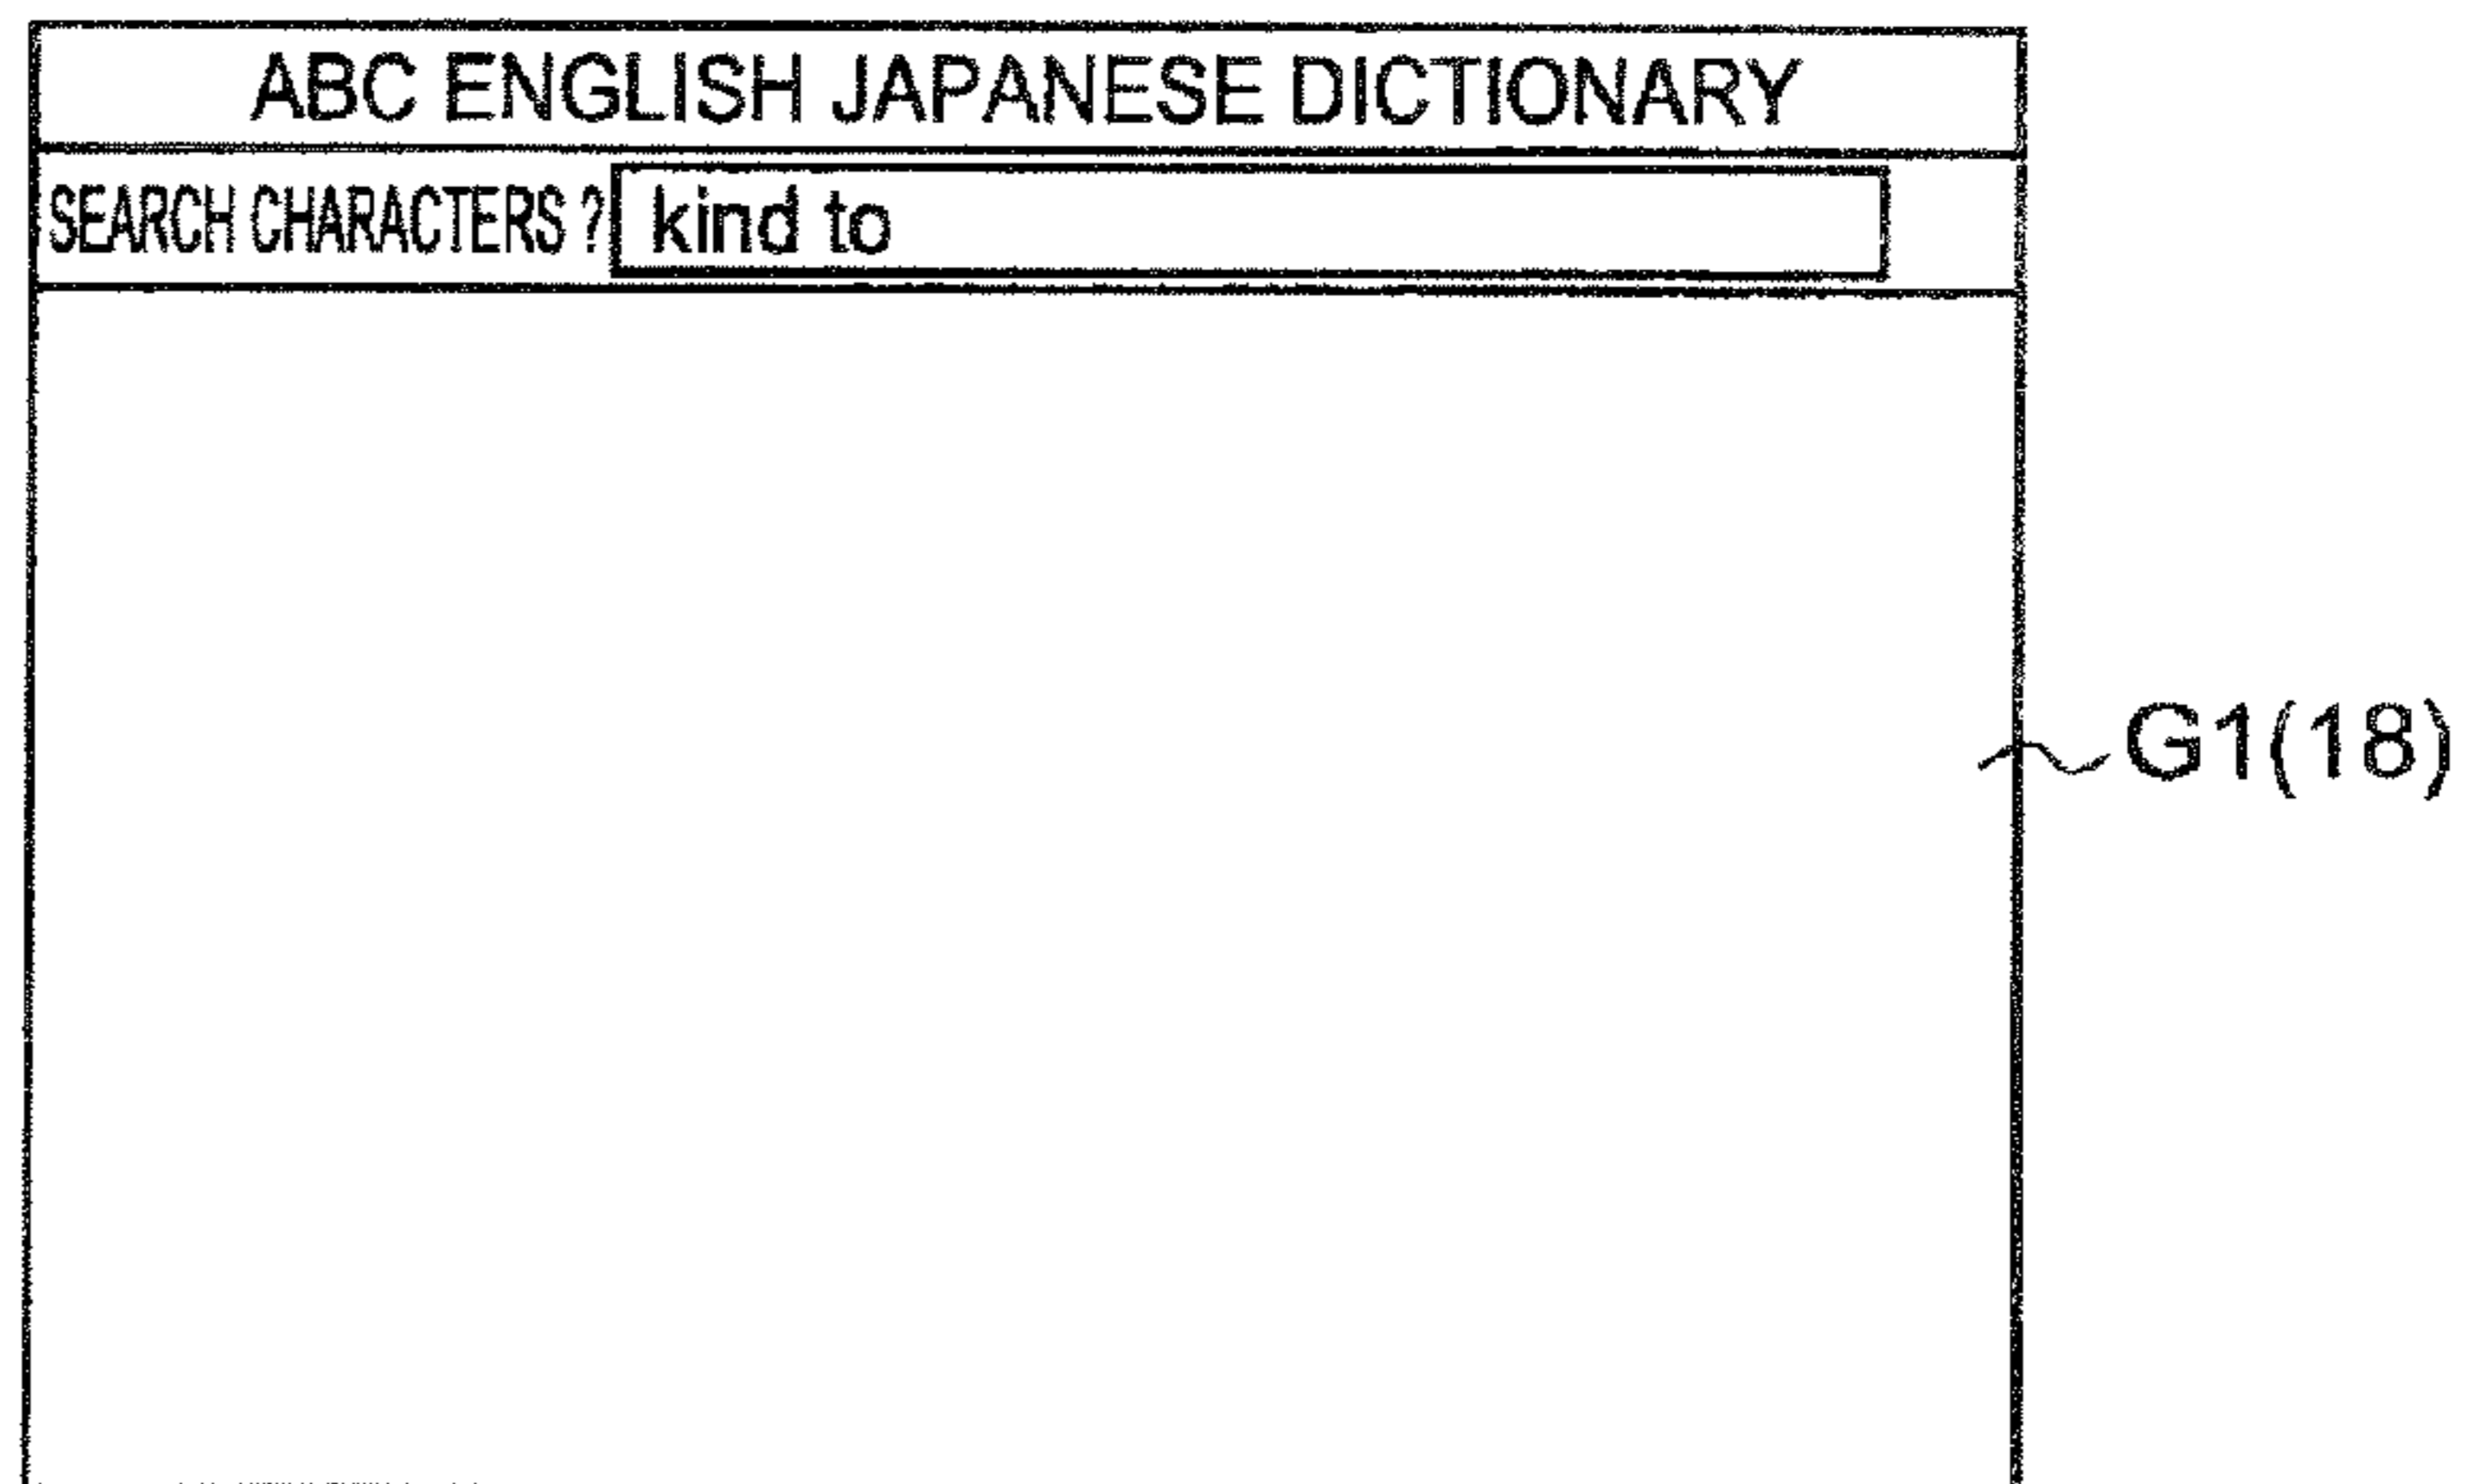 ABC ENGLISH JAPANESE DICTIONARY
SEARCH CHARACTERS ? kind to
G1(18)